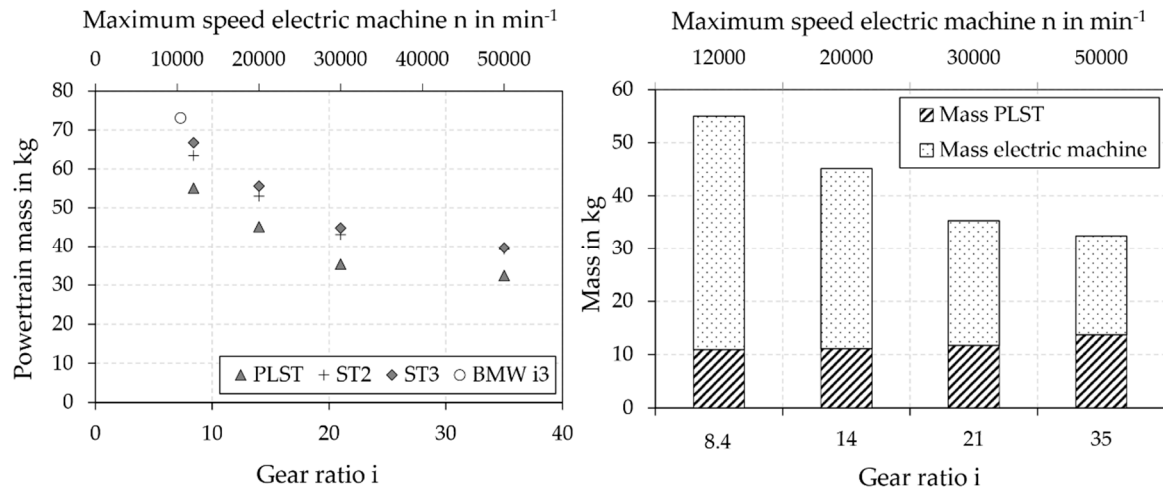 Maximum speed electric machine n in min⁻¹
0 10000 20000 30000 40000 50000
80
70
60
50
40
30
20
10
0
Powertrain mass in kg
PLST ST2 ST3 BMW i3
0 10 20 30 40
Gear ratio i
Maximum speed electric machine n in min⁻¹
12000 20000 30000 50000
60
50
40
30
20
10
0
Mass in kg
Mass PLST
Mass electric machine
8.4 14 21 35
Gear ratio i